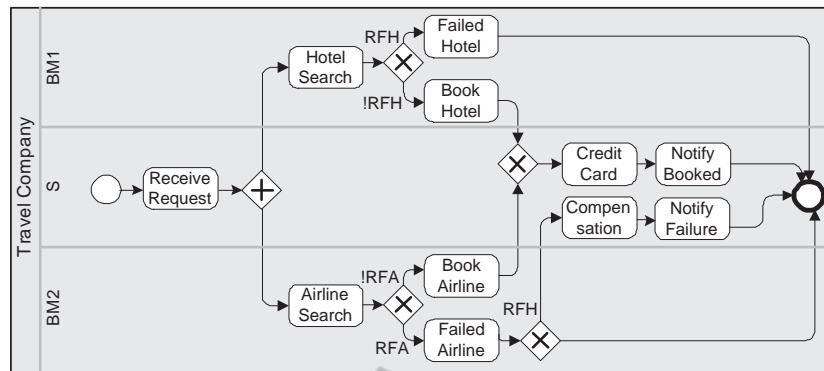 Travel Company
BM1
S
BM2
Receive
Request
Hotel
Search
RFH
!RFH
Failed
Hotel
Book
Hotel
Credit
Card
Notify
Booked
Compen
sation
Notify
Failure
Airline
Search
!RFA
RFA
Book
Airline
Failed
Airline
RFH